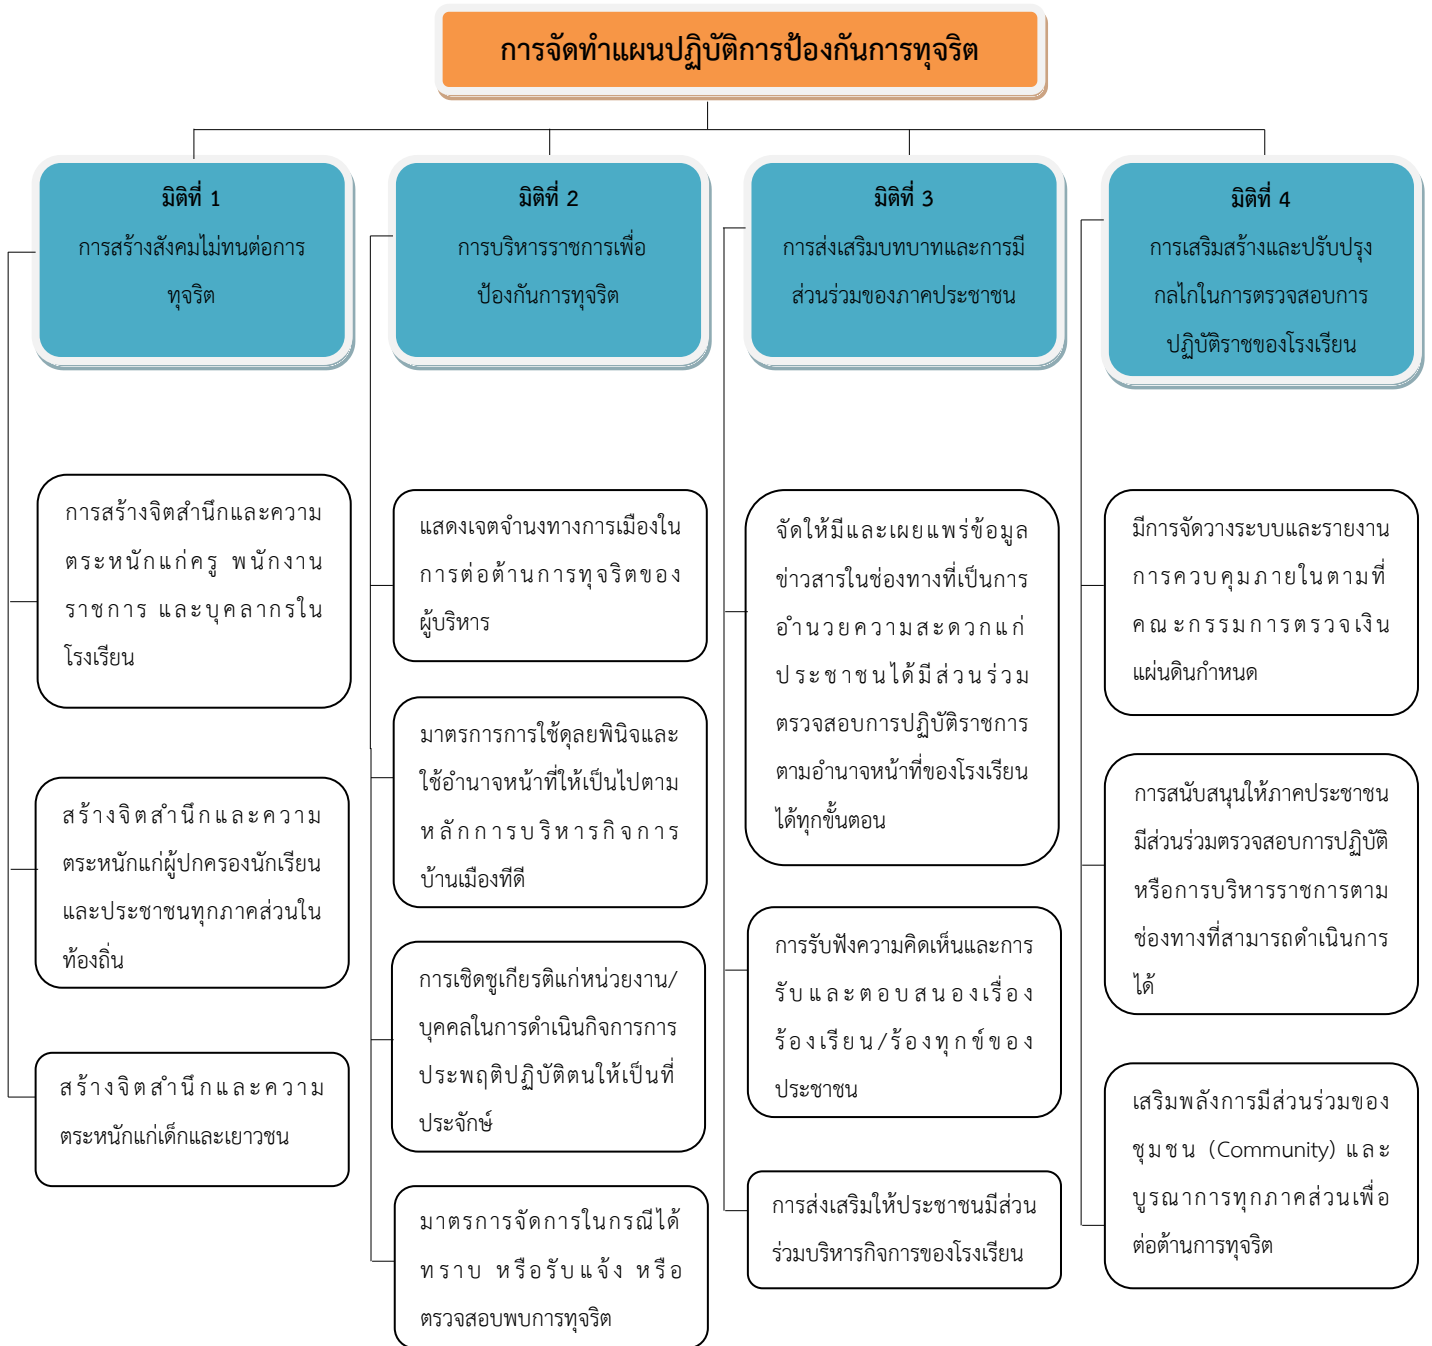 การจัดทำแผนปฏิบัติการป้องกันการทุจริต
มิติที่ 1
การสร้างสังคมไม่ทนต่อการ
ทุจริต
มิติที่ 2
การบริหารราชการเพื่อ
ป้องกันการทุจริต
มิติที่ 3
การส่งเสริมบทบาทและการมี
ส่วนร่วมของภาคประชาชน
มิติที่ 4
การเสริมสร้างและปรับปรุง
กลไกในการตรวจสอบการ
ปฏิบัติราชของโรงเรียน
การสร้างจิตสำนึกและความ
ตระหนักแก่ครู พนักงาน
ราชการ และบุคลากรใน
โรงเรียน
สร้างจิตสำนึกและความ
ตระหนักแก่ผู้ปกครองนักเรียน
และประชาชนทุกภาคส่วนใน
ท้องถิ่น
สร้างจิตสำนึกและความ
ตระหนักแก่เด็กและเยาวชน
แสดงเจตจำนงทางการเมืองใน
การต่อต้านการทุจริตของ
ผู้บริหาร
มาตรการการใช้ดุลยพินิจและ
ใช้อำนาจหน้าที่ให้เป็นไปตาม
หลักการบริหารกิจการ
บ้านเมืองทีดี
การเชิดชูเกียรติแก่หน่วยงาน/
บุคคลในการดำเนินกิจการการ
ประพฤติปฏิบัติตนให้เป็นที่
ประจักษ์
มาตรการจัดการในกรณีได้
ทราบ หรือรับแจ้ง หรือ
ตรวจสอบพบการทุจริต
จัดให้มีและเผยแพร่ข้อมูล
ข่าวสารในช่องทางที่เป็นการ
อำนวยความสะดวกแก่
ประชาชนได้มีส่วนร่วม
ตรวจสอบการปฏิบัติราชการ
ตามอำนาจหน้าที่ของโรงเรียน
ได้ทุกขั้นตอน
การรับฟังความคิดเห็นและการ
รับและตอบสนองเรื่อง
ร้องเรียน/ร้องทุกข์ของ
ประชาชน
การส่งเสริมให้ประชาชนมีส่วน
ร่วมบริหารกิจการของโรงเรียน
มีการจัดวางระบบและรายงาน
การควบคุมภายในตามที่
คณะกรรมการตรวจเงิน
แผ่นดินกำหนด
การสนับสนุนให้ภาคประชาชน
มีส่วนร่วมตรวจสอบการปฏิบัติ
หรือการบริหารราชการตาม
ช่องทางที่สามารถดำเนินการ
ได้
เสริมพลังการมีส่วนร่วมของ
ชุมชน (Community) และ
บูรณาการทุกภาคส่วนเพื่อ
ต่อต้านการทุจริต